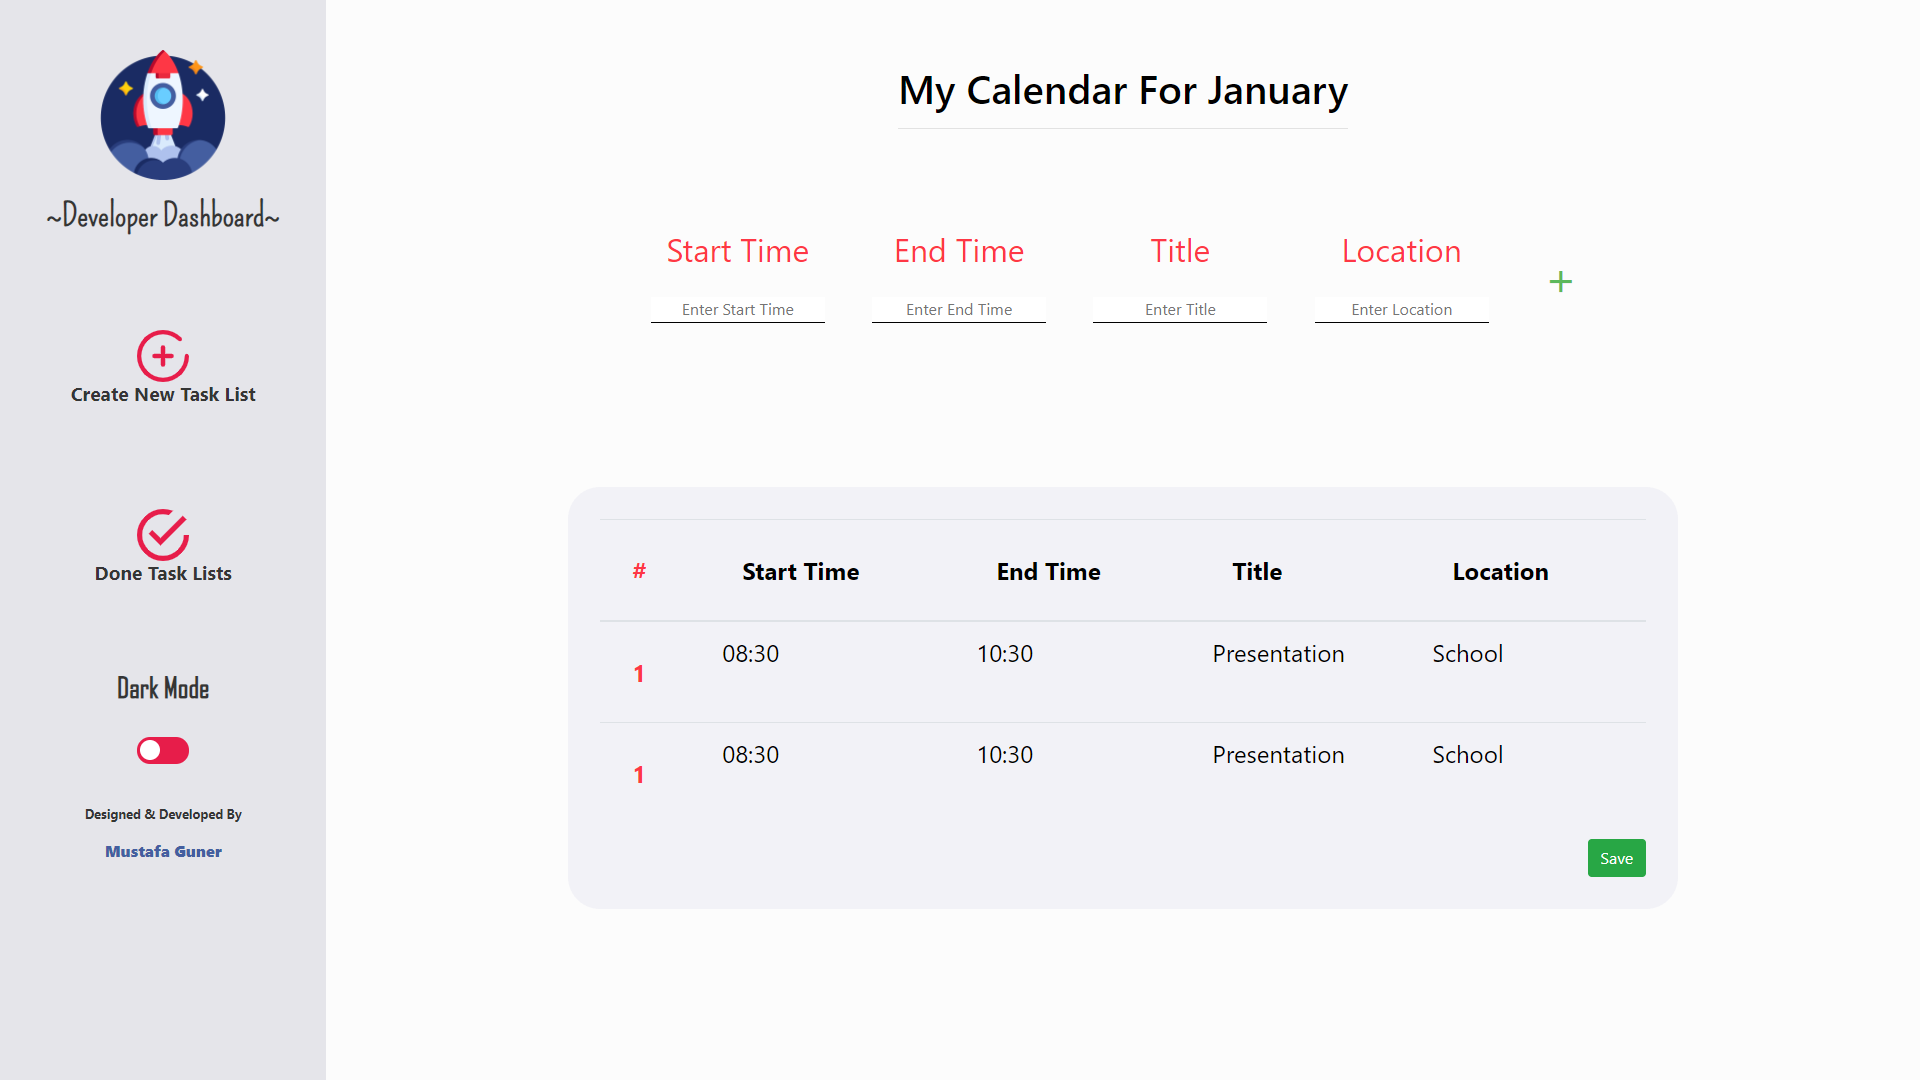 ~Developer Dashboard~
Create New Task List
Done Task Lists
Dark Mode
Designed & Developed By
Mustafa Guner
My Calendar For January
Start Time End Time Title Location
Enter Start Time Enter End Time Enter Title Enter Location
+
# Start Time End Time Title Location
1 08:30 10:30 Presentation School
1 08:30 10:30 Presentation School
Save